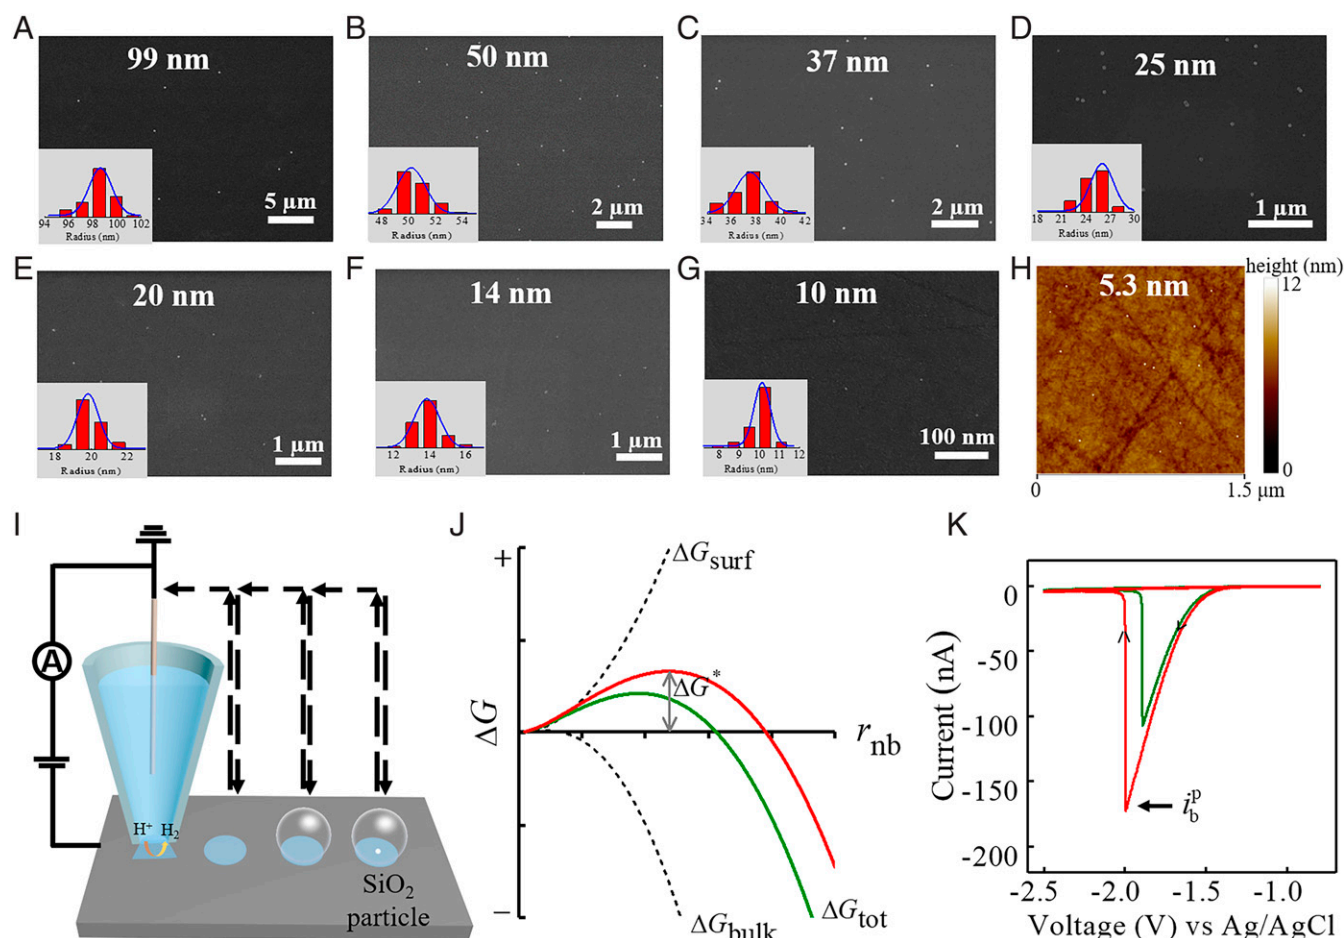 A
99 nm
94 96 98 100 102
Radius (nm)
5 μm
B
50 nm
48 50 52 54
Radius (nm)
2 μm
C
37 nm
34 36 38 40 42
Radius (nm)
2 μm
D
25 nm
18 21 24 27 30
Radius (nm)
1 μm
E
20 nm
18 20 22
Radius (nm)
1 μm
F
14 nm
12 14 16
Radius (nm)
1 μm
G
10 nm
8 9 10 11 12
Radius (nm)
100 nm
H
height (nm)
5.3 nm
12
0
0 1.5 μm
I
A
H⁺ H₂
SiO₂
particle
J
+
ΔG_surf
ΔG*
ΔG
r_nb
ΔG_tot
−
ΔG_bulk
K
0
-50
-100
-150
-200
Current (nA)
i_b^p
-2.5 -2.0 -1.5 -1.0
Voltage (V) vs Ag/AgCl